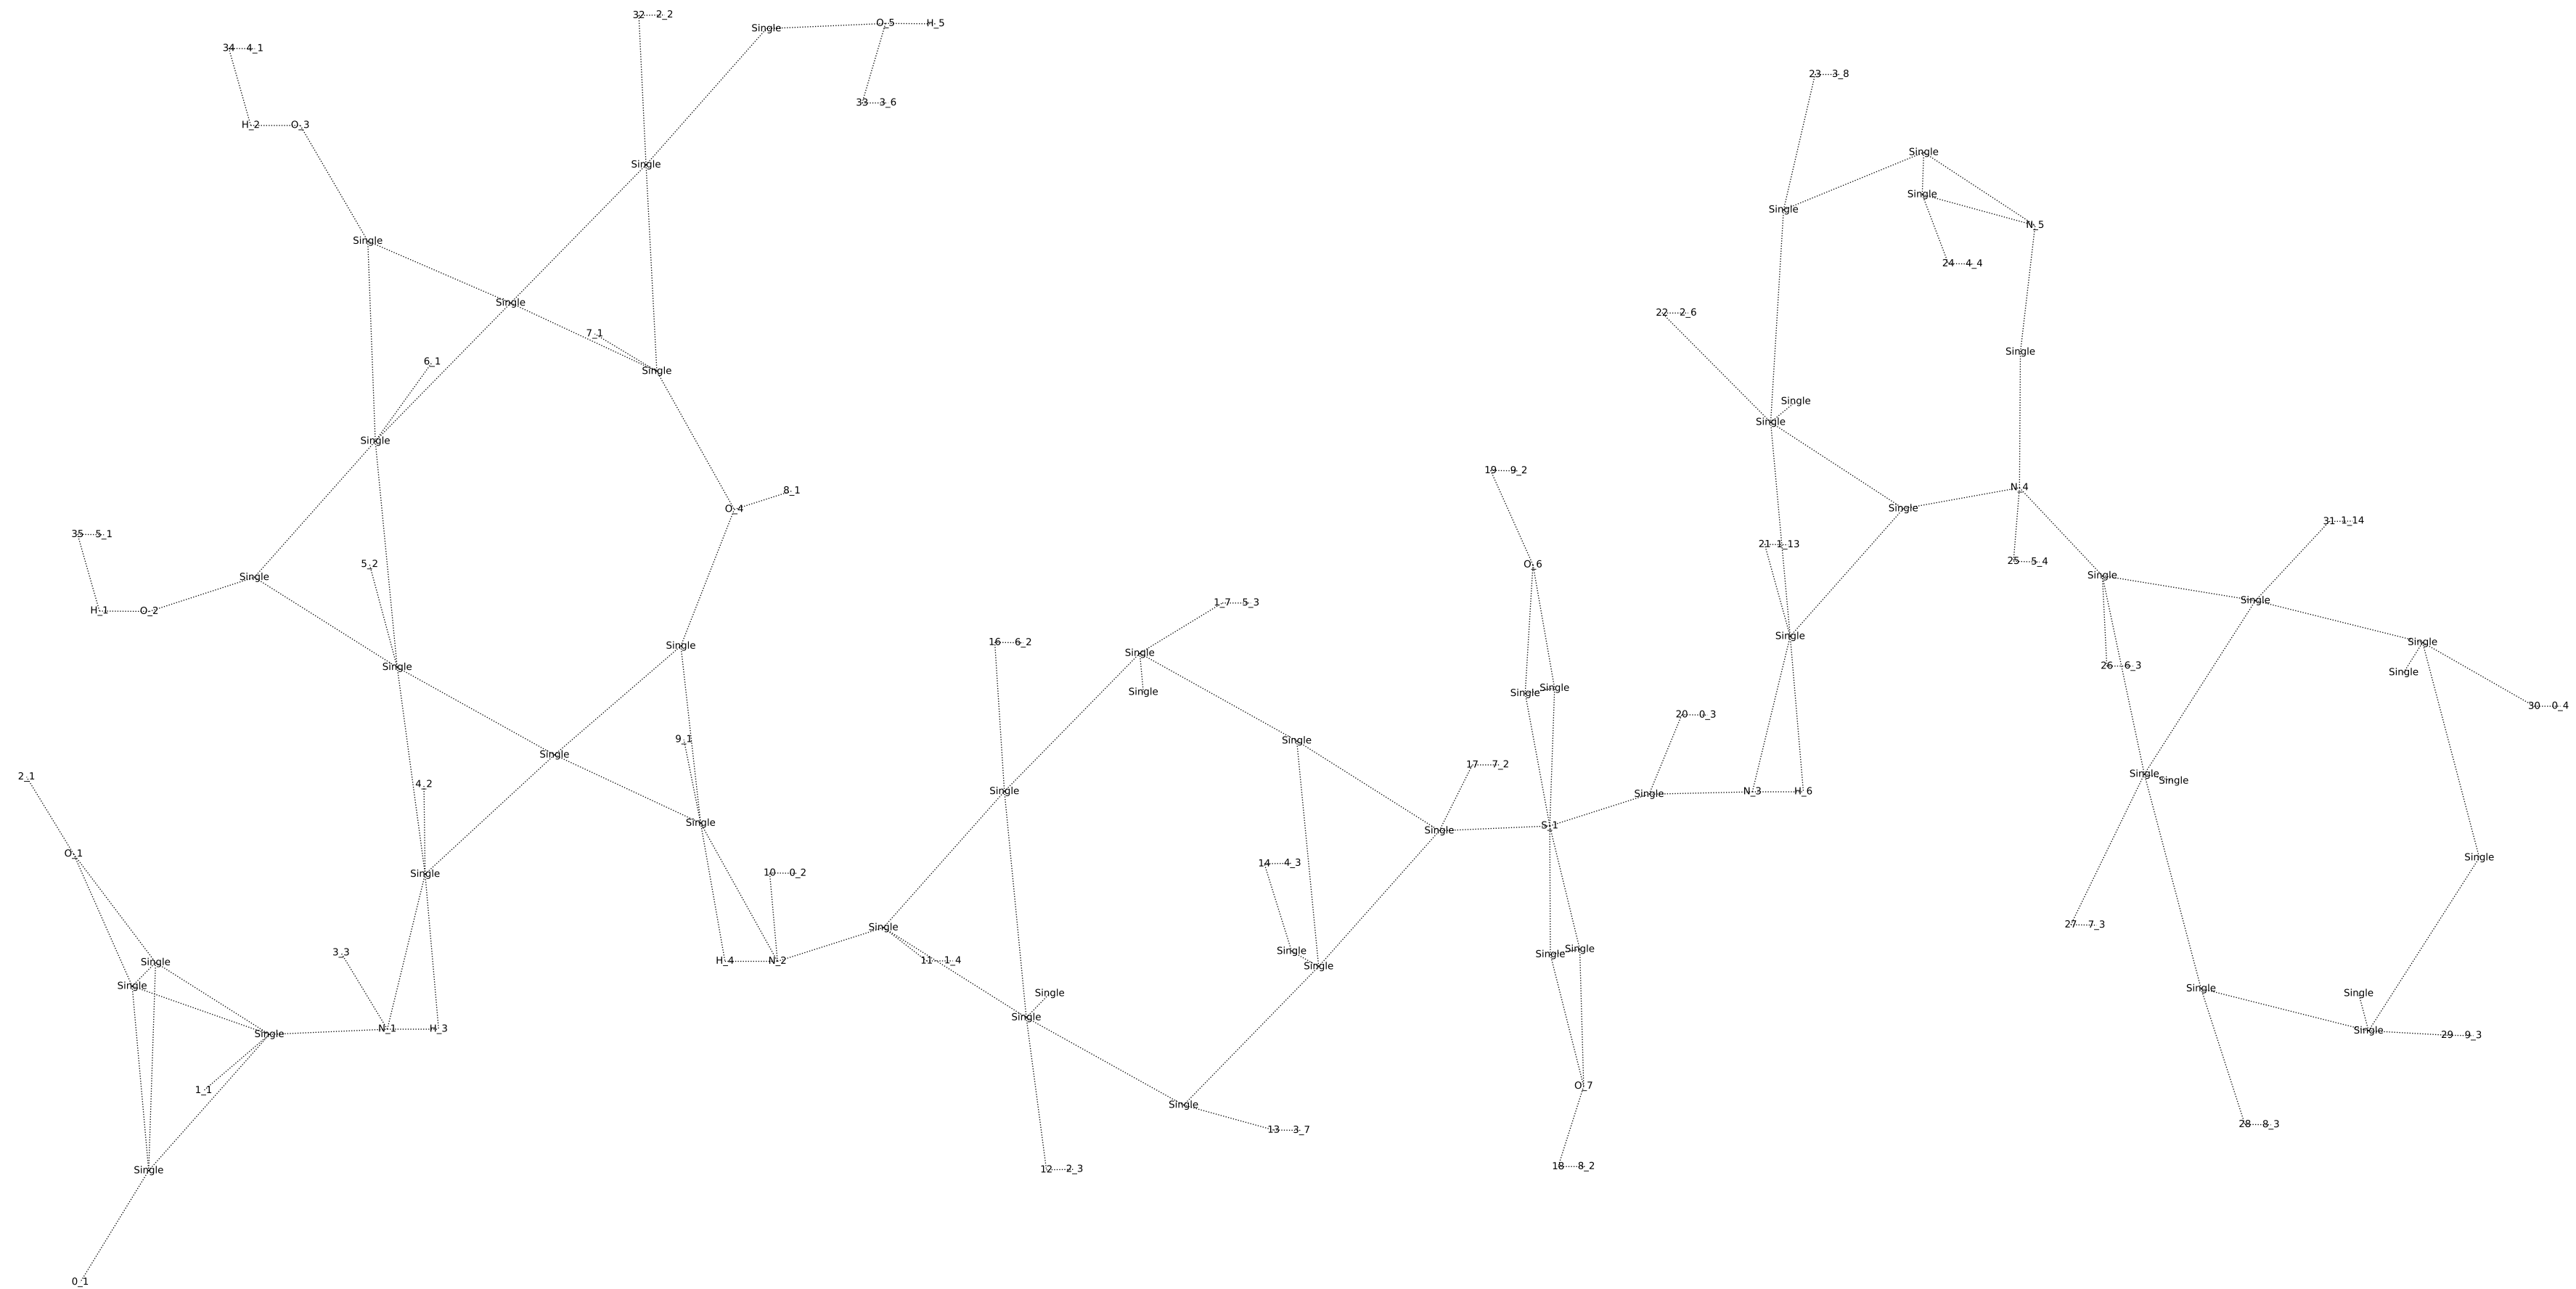 32 2_2
Single O_5 H_5
34 4_1
23 3_8
33 3_6
H_2 O_3
Single
Single
Single
Single
Single
N_5
Single
24 4_4
Single
22 2_6
7_1
Single
6_1
Single
Single
Single
Single
19 9_2
N_4
8_1
O_4
Single
31 1_14
35 5_1
21 1_13
25 5_4
5_2
O_6
Single
Single
H_1 O_2
1_7 5_3
Single
Single
16 6_2
Single
Single
Single
26 6_3
Single
Single
Single
Single
Single
30 0_4
20 0_3
9_1
Single
Single
17 7_2
2_1
Single
Single
4_2
Single
Single
N_3 H_6
Single
S_1
Single
O_1
Single
14 4_3
Single
10 0_2
27 7_3
Single
Single
Single
3_3
Single
Single
H_4 N_2
11 1_4
Single
Single
Single
Single
Single
Single
N_1 H_3
Single
Single
29 9_3
O_7
1_1
Single
28 8_3
13 3_7
18 8_2
12 2_3
Single
0_1